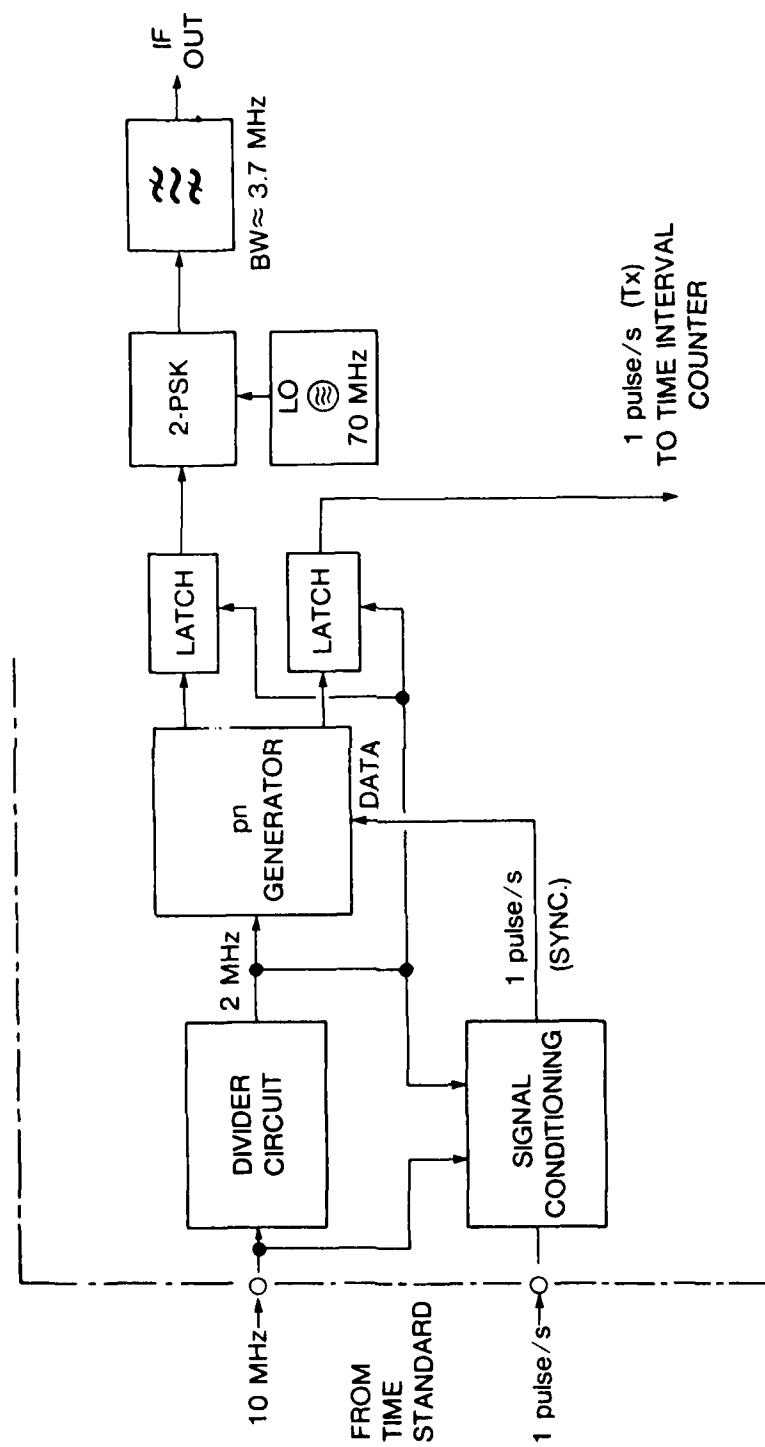 10 MHz
FROM
TIME
STANDARD
1 pulse/s
DIVIDER
CIRCUIT
SIGNAL
CONDITIONING
2 MHz
1 pulse/s
(SYNC.)
pn
GENERATOR
DATA
LATCH
LATCH
2-PSK
LO
70 MHz
BW≈ 3.7 MHz
IF
OUT
1 pulse/s (Tx)
TO TIME INTERVAL
COUNTER